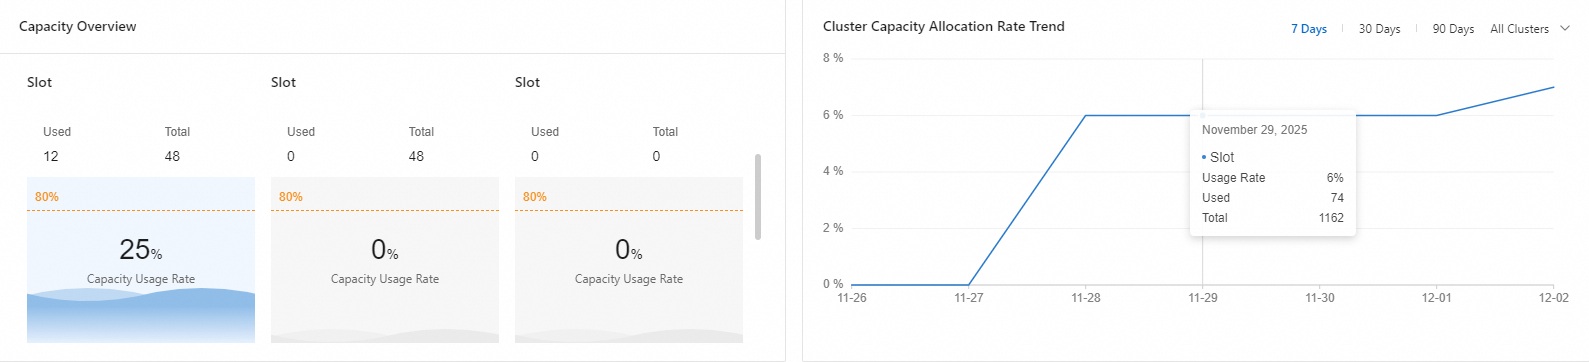 Capacity Overview
Slot
Used Total
12 48
80%
25%
Capacity Usage Rate
Slot
Used Total
0 48
80%
0%
Capacity Usage Rate
Slot
Used Total
0 0
80%
0%
Capacity Usage Rate
Cluster Capacity Allocation Rate Trend
7 Days 30 Days 90 Days All Clusters
8 %
6 %
4 %
2 %
0 %
November 29, 2025
Slot
Usage Rate 6%
Used 74
Total 1162
11-26 11-27 11-28 11-29 11-30 12-01 12-02